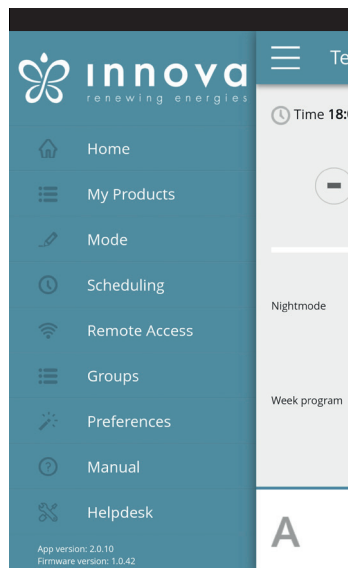 innova
renewing energies
Home
My Products
Mode
Scheduling
Remote Access
Groups
Preferences
Manual
Helpdesk
App version: 2.0.10
Firmware version: 1.0.42
Te
Time 18:
Nightmode
Week program
A